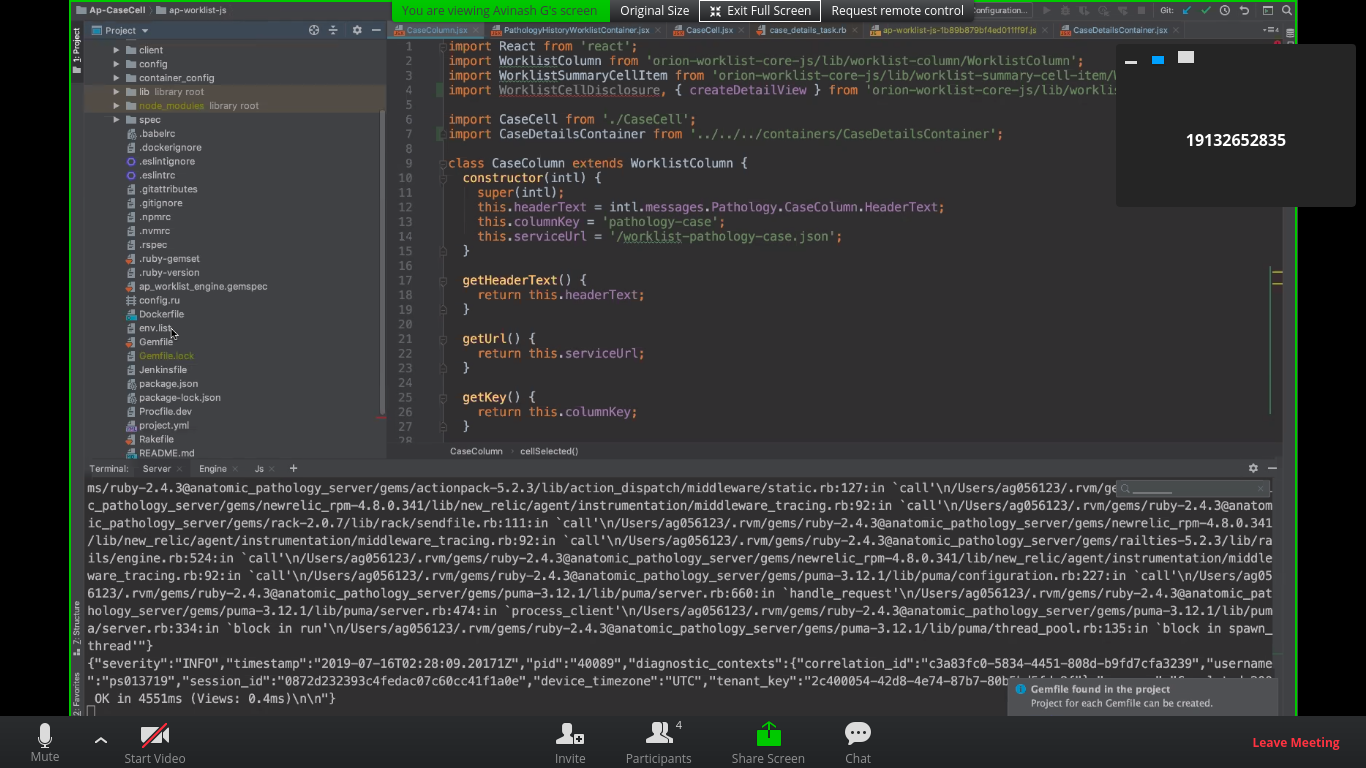 You are viewing Avinash G's screen
Original Size
Exit Full Screen
Request remote control
Ap-CaseCell
ap-worklist-js
Git:
Project
CaseColumn.jsx
PathologyHistoryWorklistContainer.jsx
CaseCell.jsx
case_details_task.rb
ap-worklist-js-1b89b879bf4ed011ff9f.js
CaseDetailsContainer.jsx
1: Project
client
config
container_config
lib library root
node_modules library root
spec
.babelrc
.dockerignore
.eslintignore
.eslintrc
.gitattributes
.gitignore
.npmrc
.nvmrc
.rspec
.ruby-gemset
.ruby-version
ap_worklist_engine.gemspec
config.ru
Dockerfile
env.list
Gemfile
Gemfile.lock
Jenkinsfile
package.json
package-lock.json
Procfile.dev
project.yml
Rakefile
README.md
1 import React from 'react';
2 import WorklistColumn from 'orion-worklist-core-js/lib/worklist-column/WorklistColumn';
3 import WorklistSummaryCellItem from 'orion-worklist-core-js/lib/worklist-summary-cell-item/
4 import WorklistCellDisclosure, { createDetailView } from 'orion-worklist-core-js/lib/worklis
5
6 import CaseCell from './CaseCell';
7 import CaseDetailsContainer from '../../../containers/CaseDetailsContainer';
8
9 class CaseColumn extends WorklistColumn {
10 constructor(intl) {
11 super(intl);
12 this.headerText = intl.messages.Pathology.CaseColumn.HeaderText;
13 this.columnKey = 'pathology-case';
14 this.serviceUrl = '/worklist-pathology-case.json';
15 }
16
17 getHeaderText() {
18 return this.headerText;
19 }
20
21 getUrl() {
22 return this.serviceUrl;
23 }
24
25 getKey() {
26 return this.columnKey;
27 }
28
CaseColumn
cellSelected()
19132652835
Terminal:
Server
Engine
Js
ms/ruby-2.4.3@anatomic_pathology_server/gems/actionpack-5.2.3/lib/action_dispatch/middleware/static.rb:127:in `call'\n/Users/ag056123/.rvm/ge
c_pathology_server/gems/newrelic_rpm-4.8.0.341/lib/new_relic/agent/instrumentation/middleware_tracing.rb:92:in `call'\n/Users/ag056123/.rvm/gems/ruby-2.4.3@anatom
ic_pathology_server/gems/rack-2.0.7/lib/rack/sendfile.rb:111:in `call'\n/Users/ag056123/.rvm/gems/ruby-2.4.3@anatomic_pathology_server/gems/newrelic_rpm-4.8.0.341
/lib/new_relic/agent/instrumentation/middleware_tracing.rb:92:in `call'\n/Users/ag056123/.rvm/gems/ruby-2.4.3@anatomic_pathology_server/gems/railties-5.2.3/lib/ra
ils/engine.rb:524:in `call'\n/Users/ag056123/.rvm/gems/ruby-2.4.3@anatomic_pathology_server/gems/newrelic_rpm-4.8.0.341/lib/new_relic/agent/instrumentation/middle
ware_tracing.rb:92:in `call'\n/Users/ag056123/.rvm/gems/ruby-2.4.3@anatomic_pathology_server/gems/puma-3.12.1/lib/puma/configuration.rb:227:in `call'\n/Users/ag05
6123/.rvm/gems/ruby-2.4.3@anatomic_pathology_server/gems/puma-3.12.1/lib/puma/server.rb:660:in `handle_request'\n/Users/ag056123/.rvm/gems/ruby-2.4.3@anatomic_pat
hology_server/gems/puma-3.12.1/lib/puma/server.rb:474:in `process_client'\n/Users/ag056123/.rvm/gems/ruby-2.4.3@anatomic_pathology_server/gems/puma-3.12.1/lib/pum
a/server.rb:334:in `block in run'\n/Users/ag056123/.rvm/gems/ruby-2.4.3@anatomic_pathology_server/gems/puma-3.12.1/lib/puma/thread_pool.rb:135:in `block in spawn_
thread'"}
{"severity":"INFO","timestamp":"2019-07-16T02:28:09.20171Z","pid":"40089","diagnostic_contexts":{"correlation_id":"c3a83fc0-5834-4451-808d-b9fd7cfa3239","username
":"ps013719","session_id":"0872d232393c4fedac07fc60cc41f1a0e","device_timezone":"UTC","tenant_key":"2c400054-42d8-4e74-87b7-80
OK in 4551ms (Views: 0.4ms)\n\n"}
Z: Structure
2: Favorites
Gemfile found in the project
Project for each Gemfile can be created.
Mute
Start Video
Invite
4
Participants
Share Screen
Chat
Leave Meeting